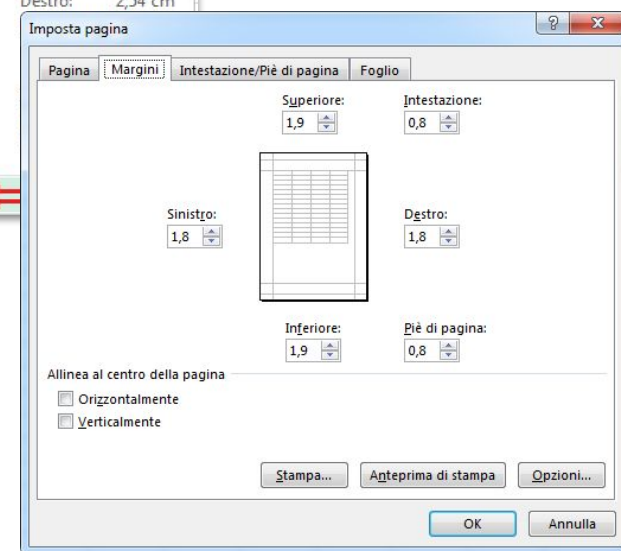 Destro: 2,54 cm
Imposta pagina
Pagina Margini Intestazione/Piè di pagina Foglio
Superiore: Intestazione:
1,9 0,8
Sinistro: Destro:
1,8 1,8
Inferiore: Piè di pagina:
1,9 0,8
Allinea al centro della pagina
Orizzontalmente
Verticalmente
Stampa... Anteprima di stampa Opzioni...
OK Annulla